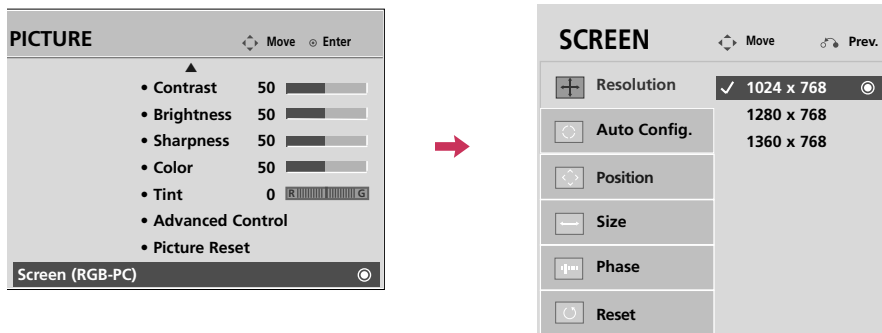 PICTURE
Move
Enter
• Contrast 50
• Brightness 50
• Sharpness 50
• Color 50
• Tint 0 R G
• Advanced Control
• Picture Reset
Screen (RGB-PC)
SCREEN
Move
Prev.
Resolution
Auto Config.
Position
Size
Phase
Reset
1024 x 768
1280 x 768
1360 x 768